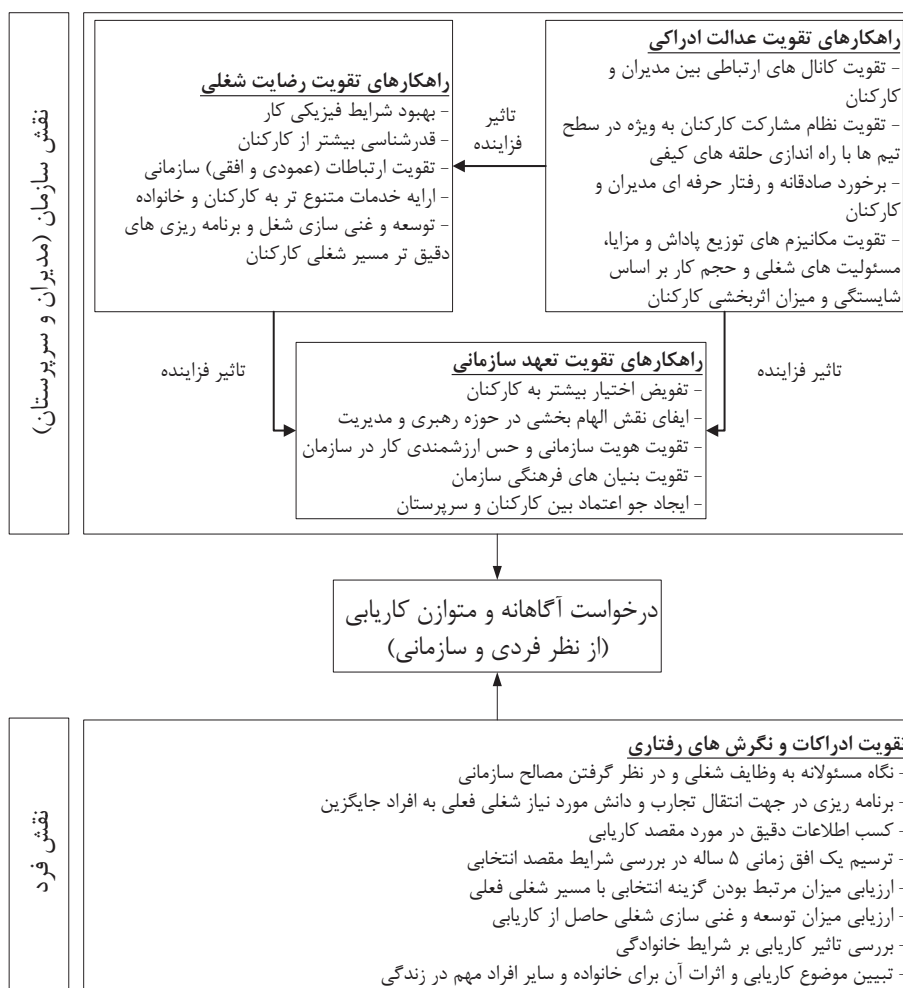 نقش سازمان (مدیران و سرپرستان)
راهکارهای تقویت عدالت ادراکی
- تقویت کانال های ارتباطی بین مدیران و
کارکنان
- تقویت نظام مشارکت کارکنان به ویژه در سطح
تیم ها با راه اندازی حلقه های کیفی
- برخورد صادقانه و رفتار حرفه ای مدیران و
کارکنان
- تقویت مکانیزم های توزیع پاداش و مزایا،
مسئولیت های شغلی و حجم کار بر اساس
شایستگی و میزان اثربخشی کارکنان
تاثیر
فزاینده
راهکارهای تقویت رضایت شغلی
- بهبود شرایط فیزیکی کار
- قدرشناسی بیشتر از کارکنان
- تقویت ارتباطات (عمودی و افقی) سازمانی
- ارایه خدمات متنوع تر به کارکنان و خانواده
- توسعه و غنی سازی شغل و برنامه ریزی های
دقیق تر مسیر شغلی کارکنان
تاثیر فزاینده
تاثیر فزاینده
راهکارهای تقویت تعهد سازمانی
- تفویض اختیار بیشتر به کارکنان
- ایفای نقش الهام بخشی در حوزه رهبری و مدیریت
- تقویت هویت سازمانی و حس ارزشمندی کار در سازمان
- تقویت بنیان های فرهنگی سازمان
- ایجاد جو اعتماد بین کارکنان و سرپرستان
درخواست آگاهانه و متوازن کاریابی
(از نظر فردی و سازمانی)
نقش فرد
تقویت ادراکات و نگرش های رفتاری
- نگاه مسئولانه به وظایف شغلی و در نظر گرفتن مصالح سازمانی
- برنامه ریزی در جهت انتقال تجارب و دانش مورد نیاز شغلی فعلی به افراد جایگزین
- کسب اطلاعات دقیق در مورد مقصد کاریابی
- ترسیم یک افق زمانی ۵ ساله در بررسی شرایط مقصد انتخابی
- ارزیابی میزان مرتبط بودن گزینه انتخابی با مسیر شغلی فعلی
- ارزیابی میزان توسعه و غنی سازی شغلی حاصل از کاریابی
- بررسی تاثیر کاریابی بر شرایط خانوادگی
- تبیین موضوع کاریابی و اثرات آن برای خانواده و سایر افراد مهم در زندگی